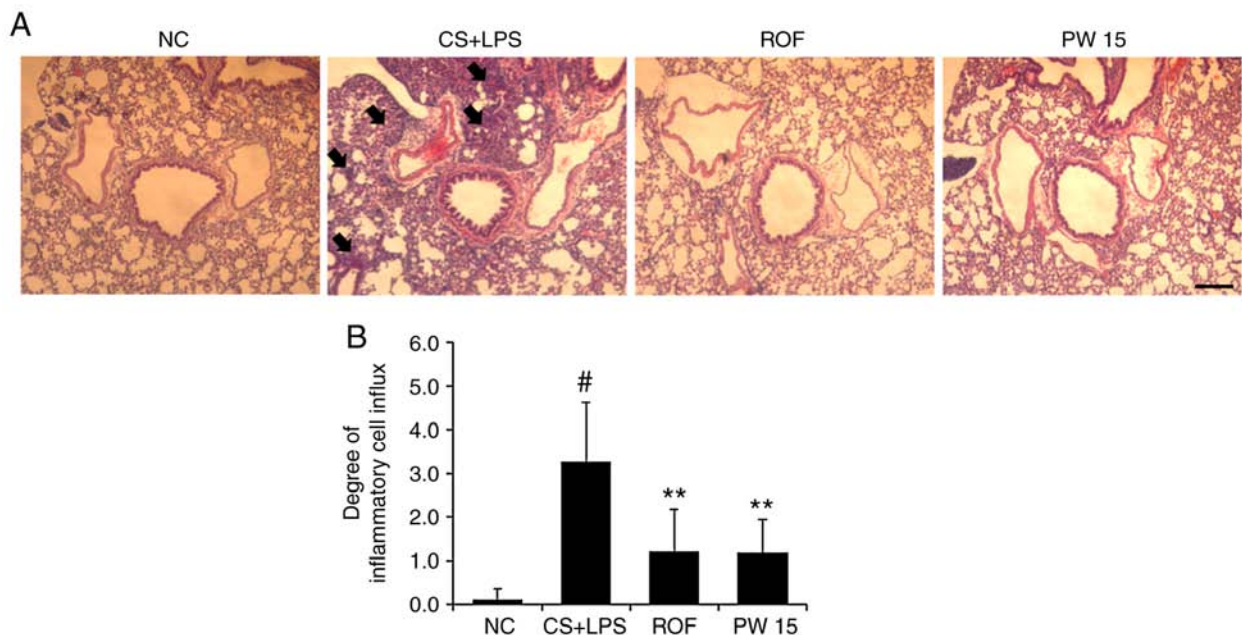 A
NC CS+LPS ROF PW 15
B
Degree of
inflammatory cell influx
6.0
5.0
4.0
3.0
2.0
1.0
0.0
#
**
**
NC CS+LPS ROF PW 15